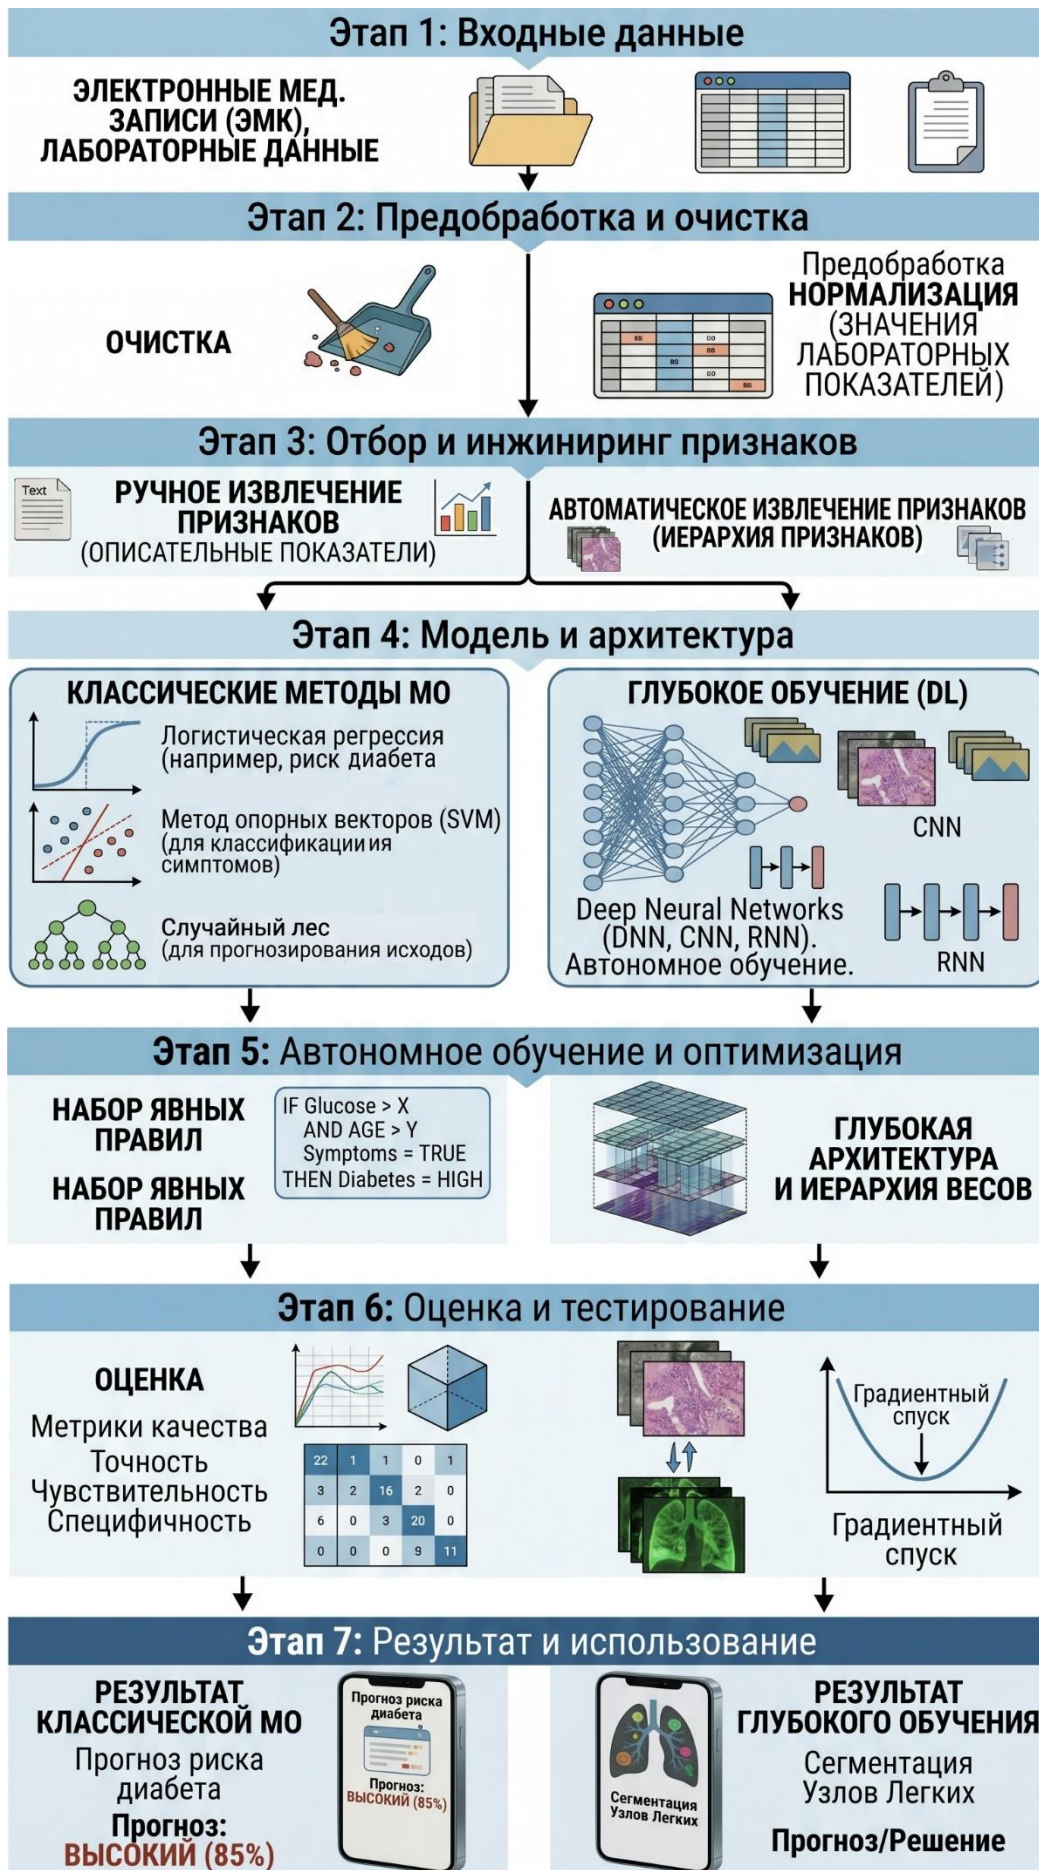 Этап 1: Входные данные
ЭЛЕКТРОННЫЕ МЕД.
ЗАПИСИ (ЭМК),
ЛАБОРАТОРНЫЕ ДАННЫЕ
Этап 2: Предобработка и очистка
ОЧИСТКА
Предобработка
НОРМАЛИЗАЦИЯ
(ЗНАЧЕНИЯ
ЛАБОРАТОРНЫХ
ПОКАЗАТЕЛЕЙ)
Этап 3: Отбор и инжиниринг признаков
Text
РУЧНОЕ ИЗВЛЕЧЕНИЕ
ПРИЗНАКОВ
(ОПИСАТЕЛЬНЫЕ ПОКАЗАТЕЛИ)
АВТОМАТИЧЕСКОЕ ИЗВЛЕЧЕНИЕ ПРИЗНАКОВ
(ИЕРАРХИЯ ПРИЗНАКОВ)
Этап 4: Модель и архитектура
КЛАССИЧЕСКИЕ МЕТОДЫ МО
Логистическая регрессия
(например, риск диабета
Метод опорных векторов (SVM)
(для классификации ия
симптомов)
Случайный лес
(для прогнозирования исходов)
ГЛУБОКОЕ ОБУЧЕНИЕ (DL)
CNN
Deep Neural Networks
(DNN, CNN, RNN).
Автономное обучение.
RNN
Этап 5: Автономное обучение и оптимизация
НАБОР ЯВНЫХ
ПРАВИЛ
НАБОР ЯВНЫХ
ПРАВИЛ
IF Glucose > X
AND AGE > Y
Symptoms = TRUE
THEN Diabetes = HIGH
ГЛУБОКАЯ
АРХИТЕКТУРА
И ИЕРАРХИЯ ВЕСОВ
Этап 6: Оценка и тестирование
ОЦЕНКА
Метрики качества
Точность
Чувствительность
Специфичность
22 1 1 0 1
3 2 16 2 0
6 0 3 20 0
0 0 0 9 11
Градиентный
спуск
Градиентный
спуск
Этап 7: Результат и использование
РЕЗУЛЬТАТ
КЛАССИЧЕСКОЙ МО
Прогноз риска
диабета
Прогноз:
ВЫСОКИЙ (85%)
Прогноз риска
диабета
Прогноз:
ВЫСОКИЙ (85%)
Сегментация
Узлов Легких
РЕЗУЛЬТАТ
ГЛУБОКОГО ОБУЧЕНИЯ
Сегментация
Узлов Легких
Прогноз/Решение